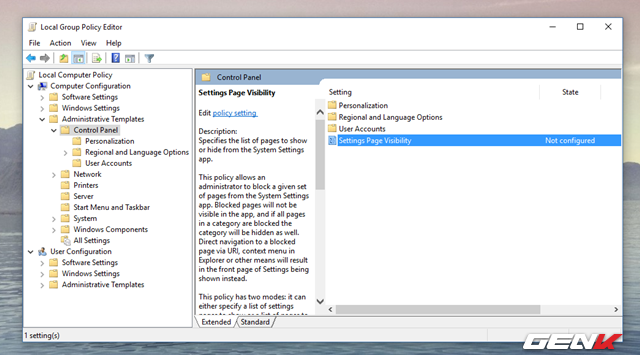 Local Group Policy Editor
File Action View Help
Local Computer Policy
Computer Configuration
Software Settings
Windows Settings
Administrative Templates
Control Panel
Personalization
Regional and Language Options
User Accounts
Network
Printers
Server
Start Menu and Taskbar
System
Windows Components
All Settings
User Configuration
Software Settings
Windows Settings
Administrative Templates
Control Panel
Settings Page Visibility
Edit policy setting
Description:
Specifies the list of pages to show
or hide from the System Settings
app.
This policy allows an
administrator to block a given set
of pages from the System Settings
app. Blocked pages will not be
visible in the app, and if all pages
in a category are blocked the
category will be hidden as well.
Direct navigation to a blocked
page via URI, context menu in
Explorer or other means will result
in the front page of Settings being
shown instead.
This policy has two modes: it can
either specify a list of settings
Setting State
Personalization
Regional and Language Options
User Accounts
Settings Page Visibility Not configured
Extended Standard
1 setting(s)
GENK